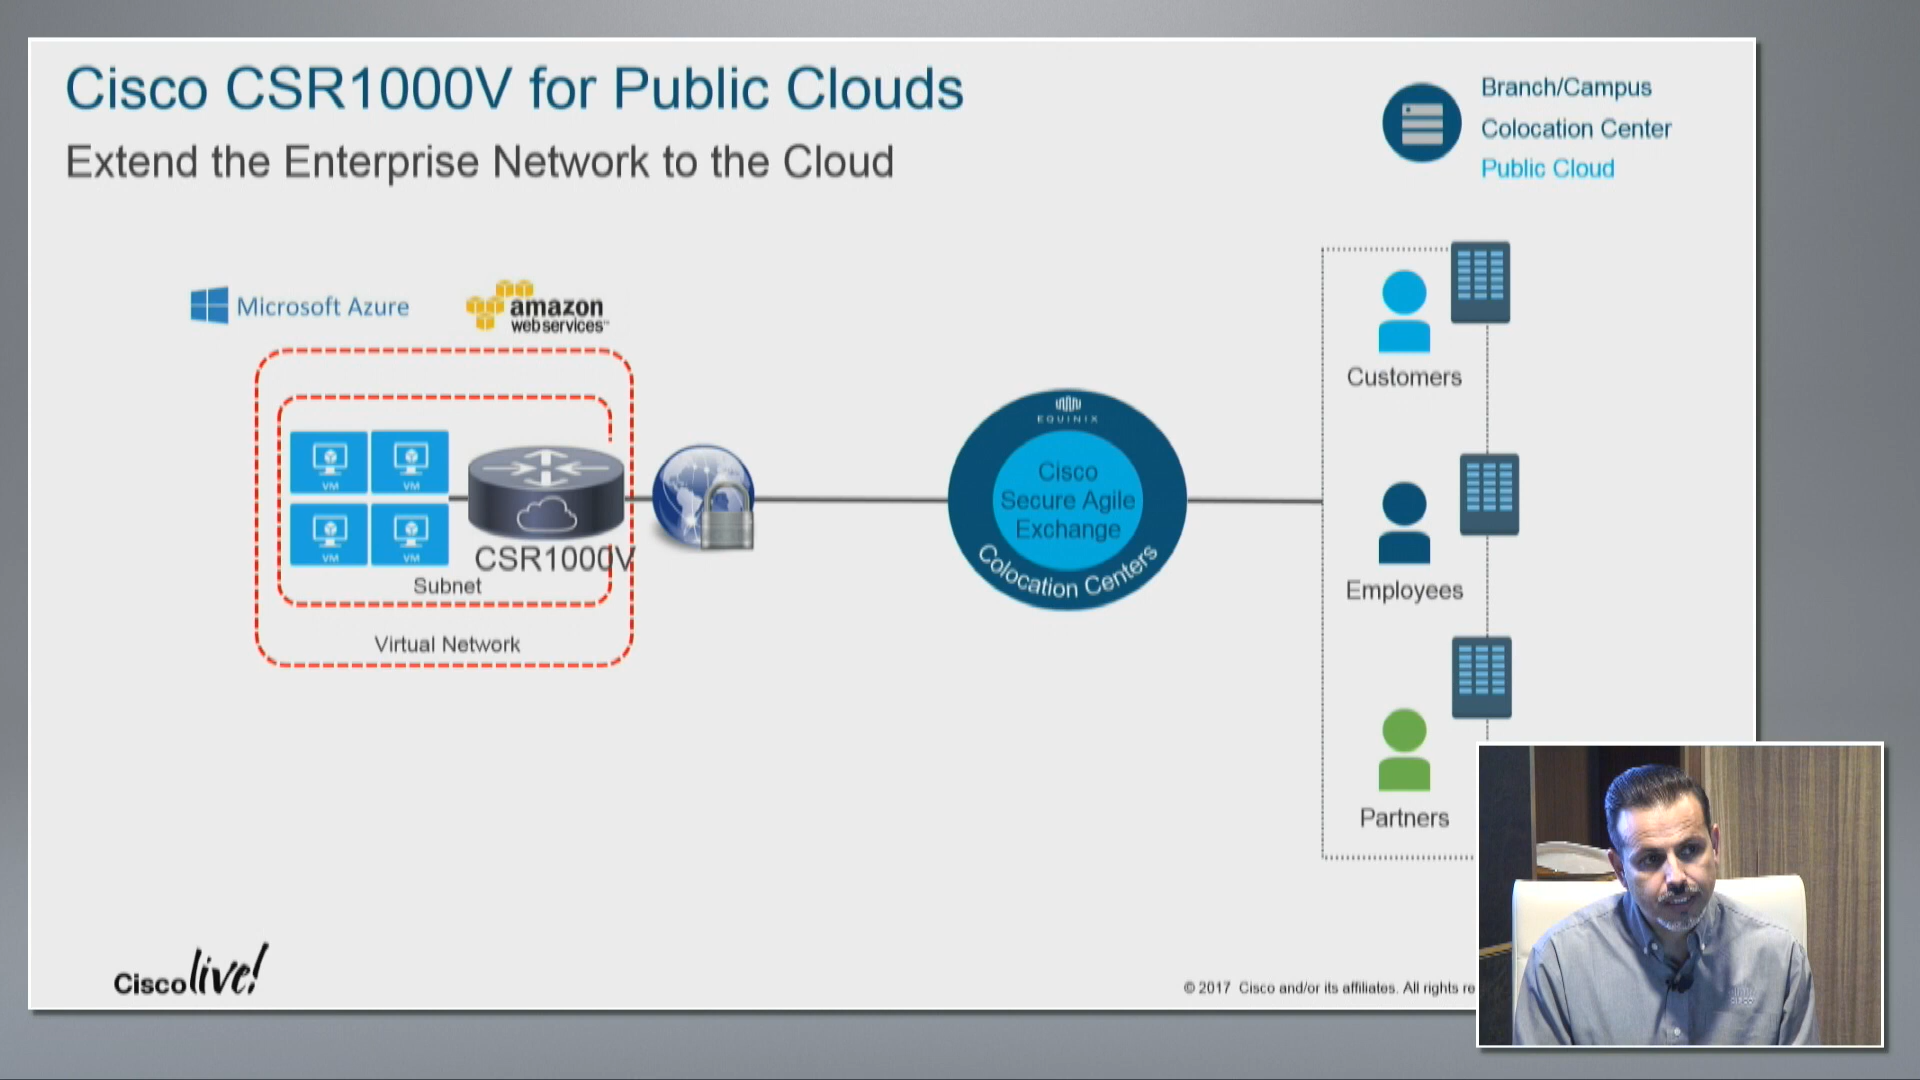 Cisco CSR1000V for Public Clouds
Extend the Enterprise Network to the Cloud
Branch/Campus
Colocation Center
Public Cloud
Microsoft Azure
amazon
web services™
VM
VM
VM
VM
CSR1000V
Subnet
Virtual Network
EQUINIX
Cisco
Secure Agile
Exchange
Colocation Centers
Customers
Employees
Partners
Cisco live!
© 2017 Cisco and/or its affiliates. All rights re